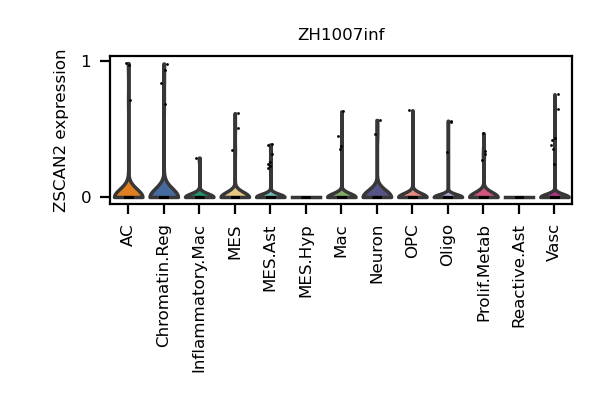 ZH1007inf
ZSCAN2 expression
1
0
AC
Chromatin.Reg
Inflammatory.Mac
MES
MES.Ast
MES.Hyp
Mac
Neuron
OPC
Oligo
Prolif.Metab
Reactive.Ast
Vasc